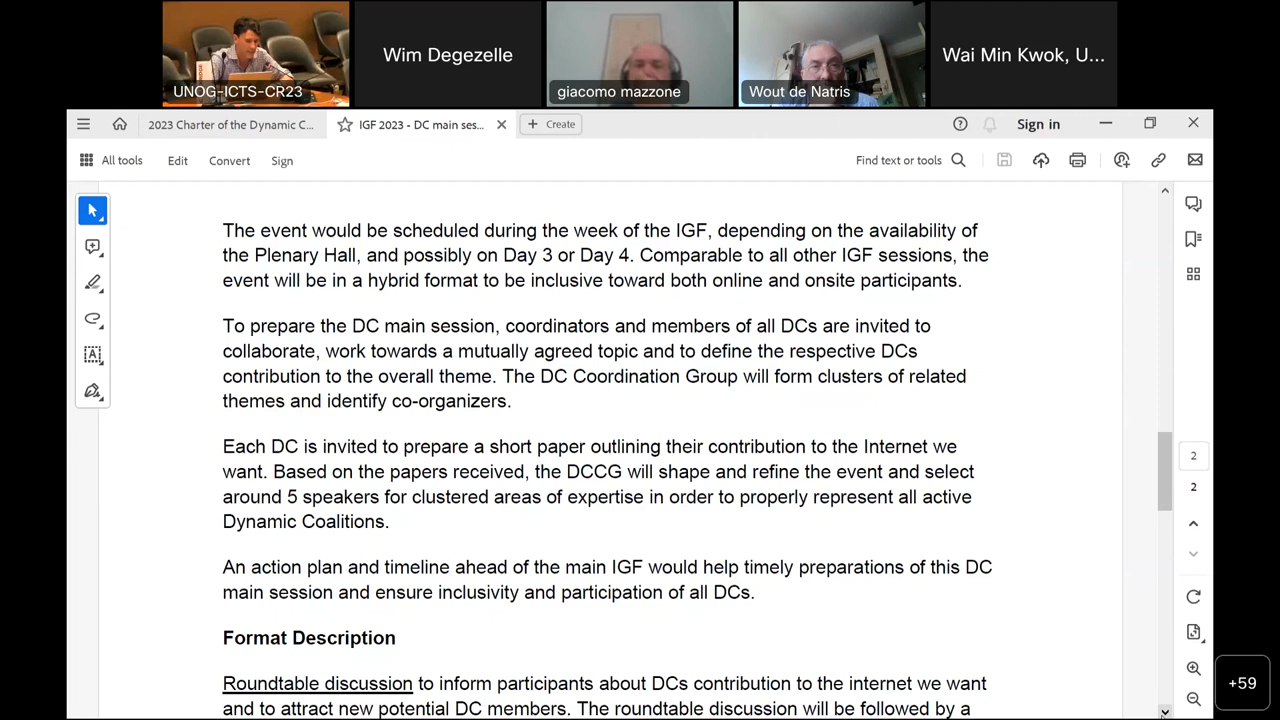 UNOG-ICTS-CR23
Wim Degezelle
giacomo mazzone
Wout de Natris
Wai Min Kwok, U...
2023 Charter of the Dynamic C...
IGF 2023 - DC main ses...
Create
Sign in
All tools
Edit
Convert
Sign
Find text or tools
The event would be scheduled during the week of the IGF, depending on the availability of
the Plenary Hall, and possibly on Day 3 or Day 4. Comparable to all other IGF sessions, the
event will be in a hybrid format to be inclusive toward both online and onsite participants.
To prepare the DC main session, coordinators and members of all DCs are invited to
collaborate, work towards a mutually agreed topic and to define the respective DCs
contribution to the overall theme. The DC Coordination Group will form clusters of related
themes and identify co-organizers.
Each DC is invited to prepare a short paper outlining their contribution to the Internet we
want. Based on the papers received, the DCCG will shape and refine the event and select
around 5 speakers for clustered areas of expertise in order to properly represent all active
Dynamic Coalitions.
An action plan and timeline ahead of the main IGF would help timely preparations of this DC
main session and ensure inclusivity and participation of all DCs.
Format Description
Roundtable discussion to inform participants about DCs contribution to the internet we want
and to attract new potential DC members. The roundtable discussion will be followed by a
2
2
+59